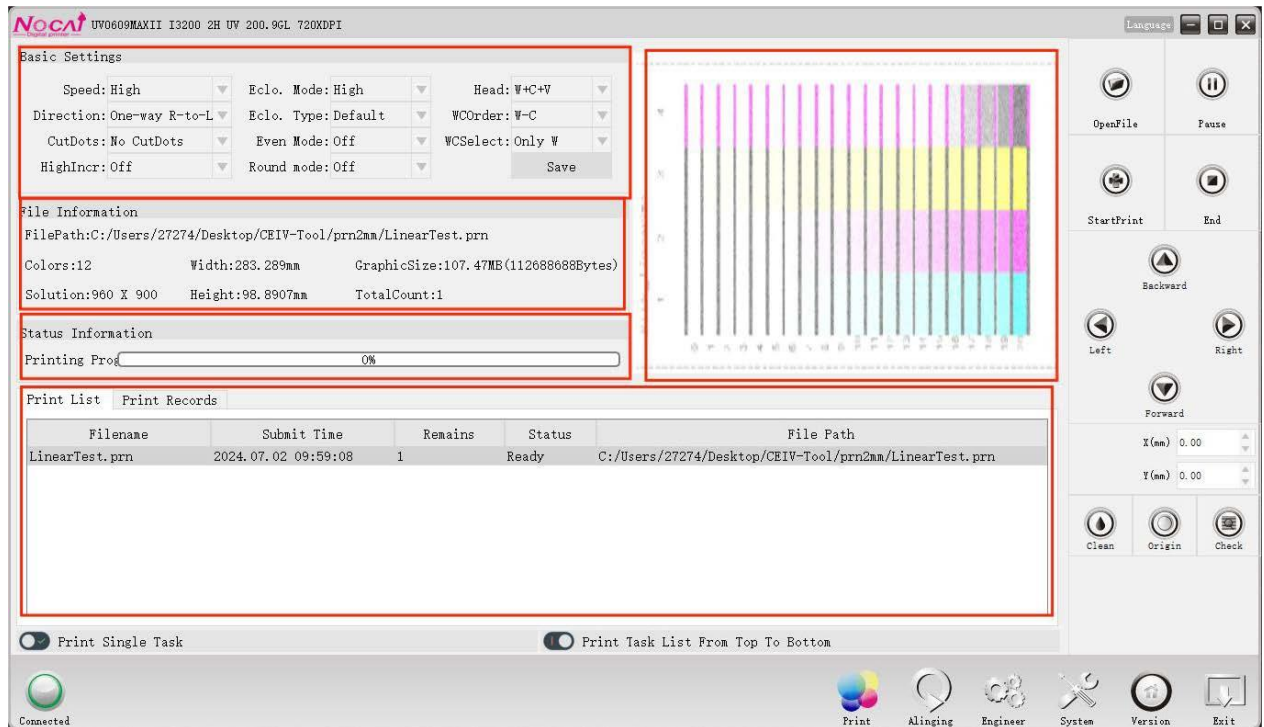 NOCAI UV0609MAXII I3200 2H UV 200.9GL 720XDPI
Digital printer
Language
Basic Settings
Speed: High Eclo. Mode: High Head: W+C+V
Direction: One-way R-to-L Eclo. Type: Default WCOrder: W-C
CutDots: No CutDots Even Mode: Off WCSelect: Only W
HighIncr: Off Round mode: Off Save
File Information
FilePath:C:/Users/27274/Desktop/CEIV-Tool/prn2mm/LinearTest.prn
Colors:12 Width:283.289mm GraphicSize:107.47MB(112688688Bytes)
Solution:960 X 900 Height:98.8907mm TotalCount:1
Status Information
Printing Prog 0%
Print List Print Records
Filename Submit Time Remains Status File Path
LinearTest.prn 2024.07.02 09:59:08 1 Ready C:/Users/27274/Desktop/CEIV-Tool/prn2mm/LinearTest.prn
Print Single Task Print Task List From Top To Bottom
OpenFile Pause
StartPrint End
Backward
Left Right
Forward
X(mm) 0.00
Y(mm) 0.00
Clean Origin Check
Connected Print Alinging Engineer System Version Exit